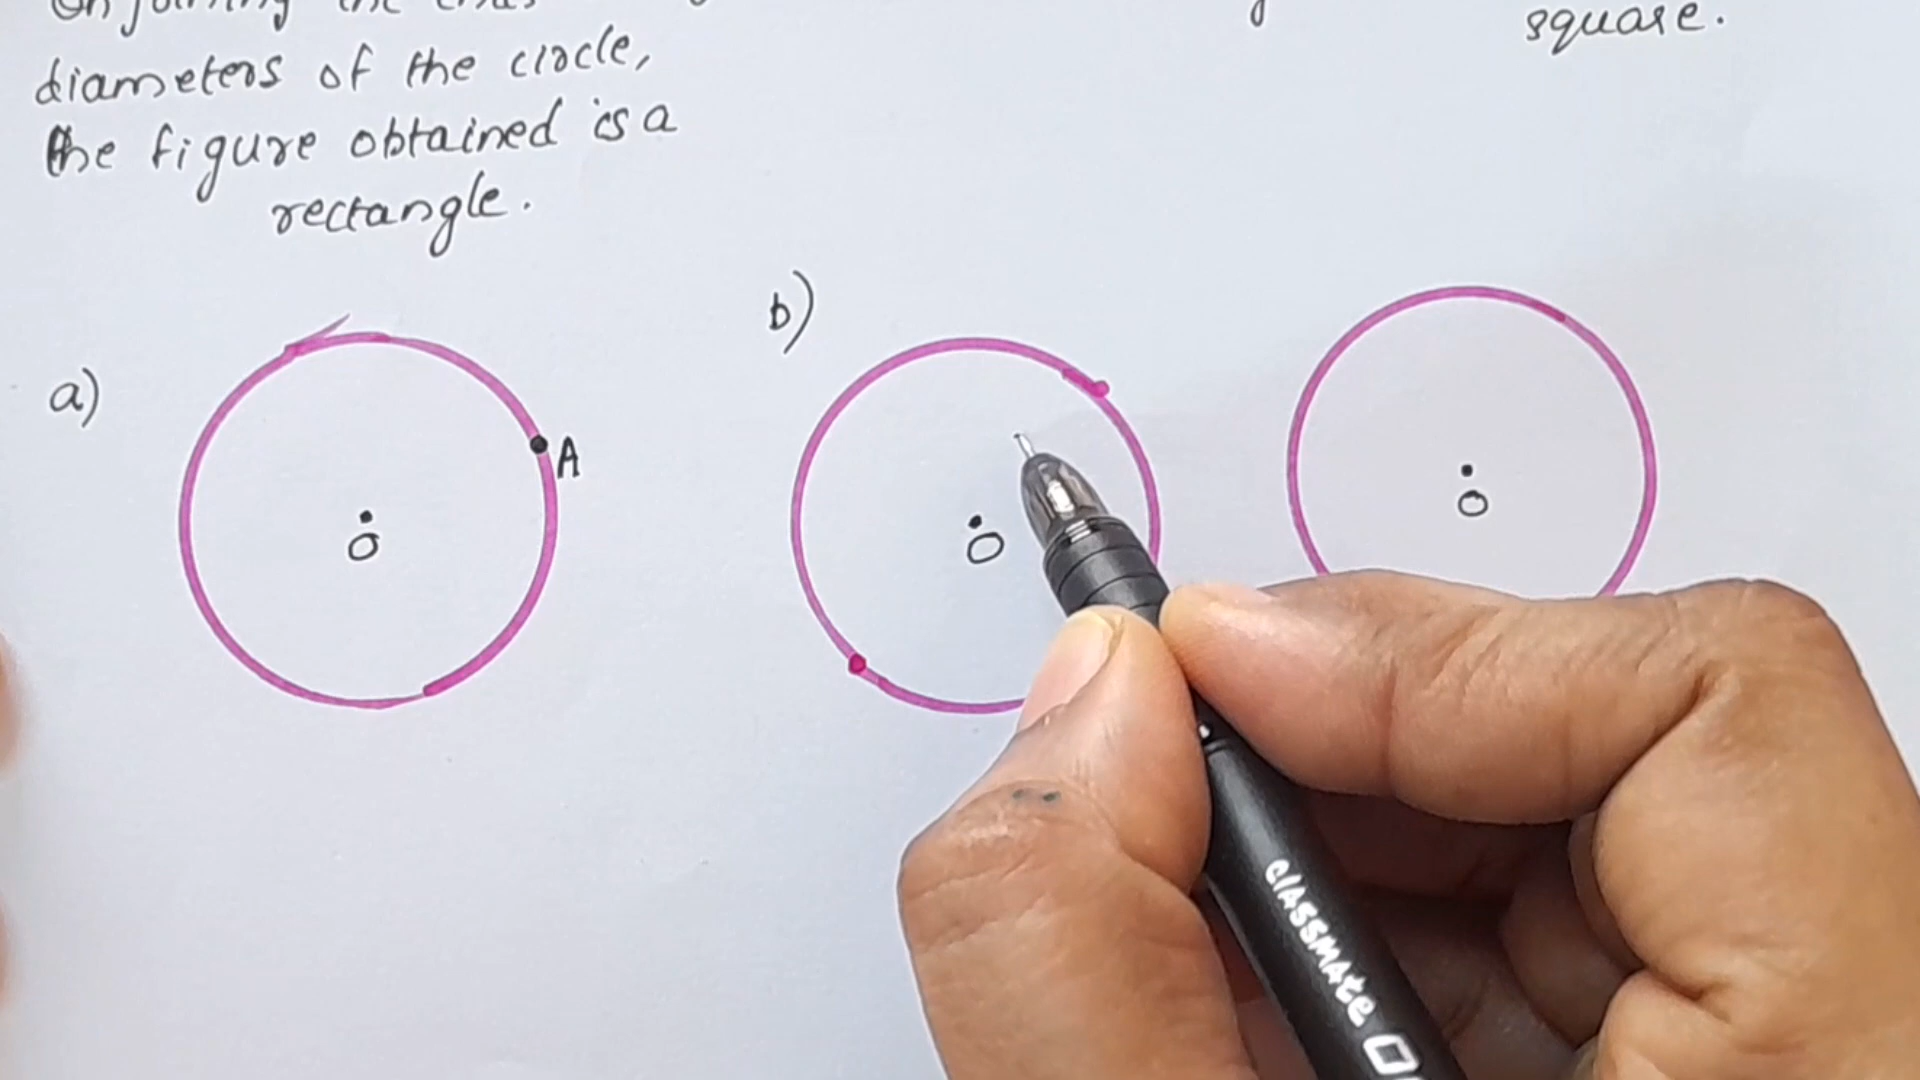 diameters of the circle,
the figure obtained is a
rectangle.
square.
a)
A
O
b)
O
O
classmate